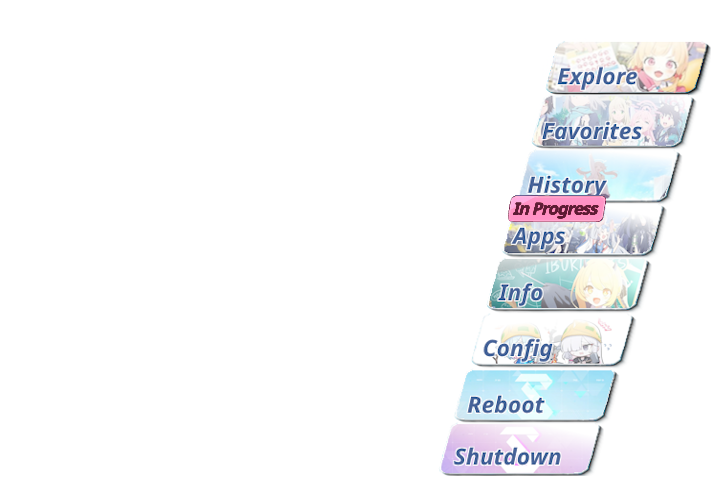 Explore
Favorites
History
In Progress
Apps
Info
Config
Reboot
Shutdown